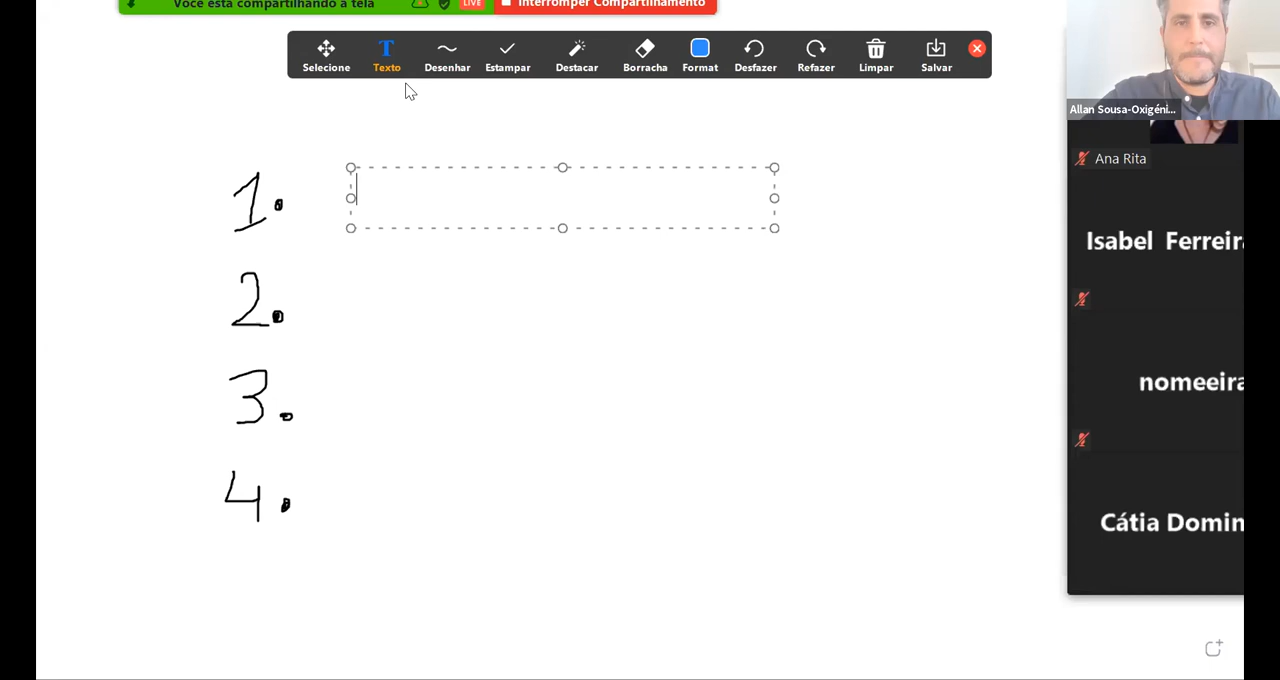 Você está compartilhando a tela LIVE Interromper Compartilhamento
Selecione Texto Desenhar Estampar Destacar Borracha Format Desfazer Refazer Limpar Salvar
Allan Sousa-Oxigéni...
Ana Rita
1.
Isabel Ferreira
2.
3.
nomeeira
4.
Cátia Domin